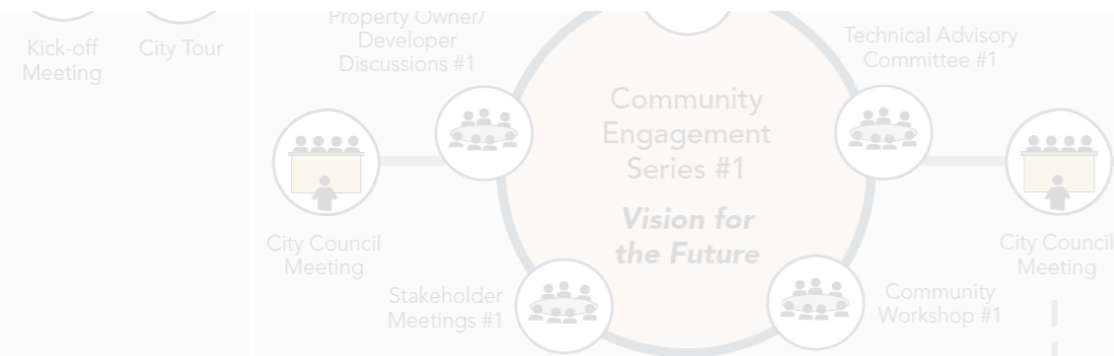 Kick-off
Meeting
City Tour
Property Owner/
Developer
Discussions #1
Technical Advisory
Committee #1
Community
Engagement
Series #1
Vision for
the Future
City Council
Meeting
City Council
Meeting
Stakeholder
Meetings #1
Community
Workshop #1